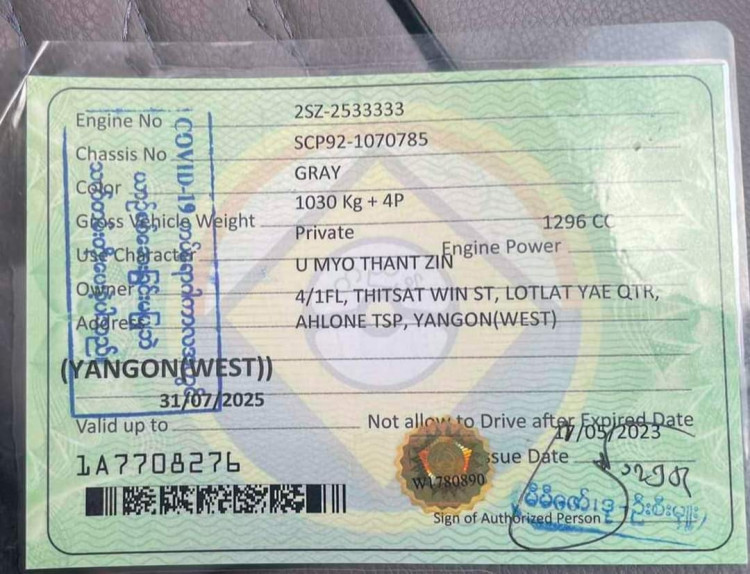 Engine No 2SZ-2533333
Chassis No SCP92-1070785
Color GRAY
Gloss Vehicle Weight 1030 Kg + 4P 1296 CC
Use Character Private Engine Power
Owner U MYO THANT ZIN
Address 4/1FL, THITSAT WIN ST, LOTLAT YAE QTR,
AHLONE TSP, YANGON(WEST)
(YANGON(WEST))
31/07/2025
Valid up to Not allow to Drive after Expired Date
17/05/2023
ssue Date
1A7708276
W1780890
Sign of Authorized Person
COVID-19